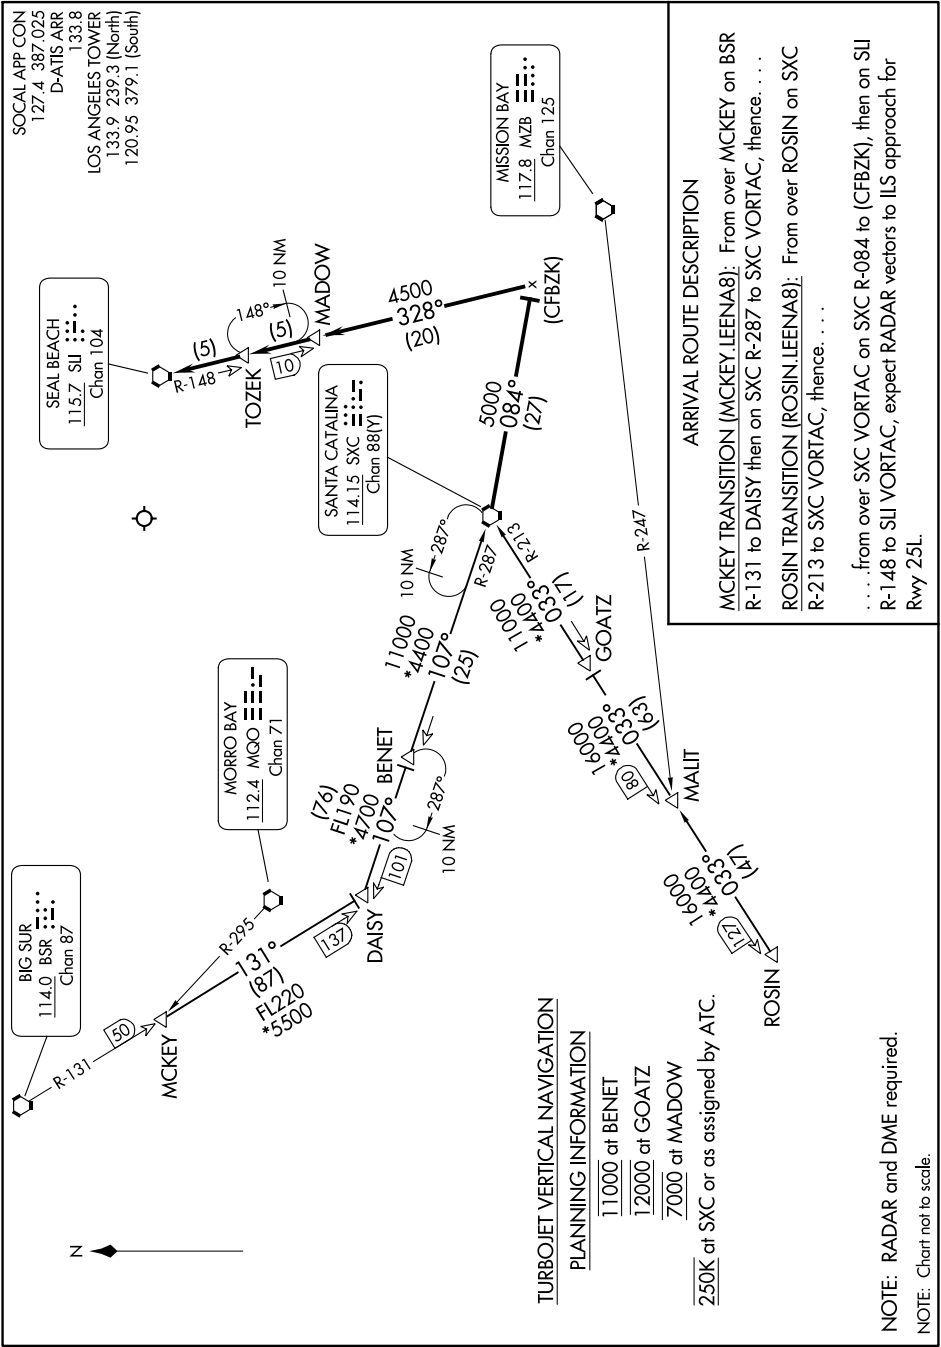 SOCAL APP CON
127.4 387.025
D-ATIS ARR
133.8
LOS ANGELES TOWER
133.9 239.3 (North)
120.95 379.1 (South)
N
BIG SUR
114.0 BSR
Chan 87
R-131
50
MCKEY
MORRO BAY
112.4 MQO
Chan 71
R-295
131°
(87)
FL220
*5500
137
DAISY
101
(76)
FL190
*4700
107°
287°
10 NM
BENET
11000
*4400
107°
(25)
10 NM
287°
R-287
SANTA CATALINA
114.15 SXC
Chan 88(Y)
SEAL BEACH
115.7 SLI
Chan 104
R-148
(5)
TOZEK
148°
10 NM
(5)
10
MADOW
4500
328°
(20)
(CFBZK)
5000
084°
(27)
MISSION BAY
117.8 MZB
Chan 125
R-247
R-213
11000
*4400
033°
(17)
GOATZ
16000
*4400
033°
(63)
80
MALIT
16000
*4400
033°
(47)
127
ROSIN
TURBOJET VERTICAL NAVIGATION
PLANNING INFORMATION
11000 at BENET
12000 at GOATZ
7000 at MADOW
250K at SXC or as assigned by ATC.
NOTE: RADAR and DME required.
NOTE: Chart not to scale.
ARRIVAL ROUTE DESCRIPTION
MCKEY TRANSITION (MCKEY.LEENA8): From over MCKEY on BSR
R-131 to DAISY then on SXC R-287 to SXC VORTAC, thence. . . .
ROSIN TRANSITION (ROSIN.LEENA8): From over ROSIN on SXC
R-213 to SXC VORTAC, thence. . . .
. . . .from over SXC VORTAC on SXC R-084 to (CFBZK), then on SLI
R-148 to SLI VORTAC, expect RADAR vectors to ILS approach for
Rwy 25L.